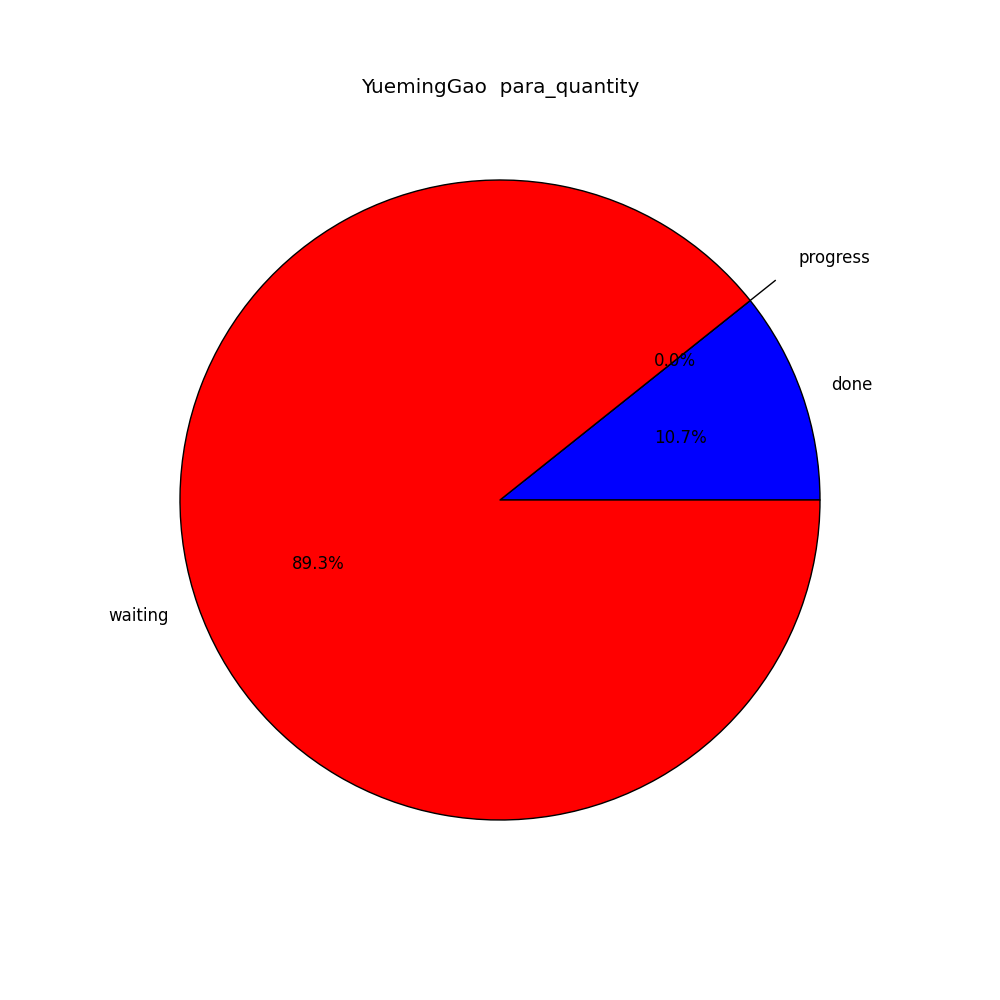 YuemingGao  para_quantity
progress
0.0%
done
10.7%
89.3%
waiting